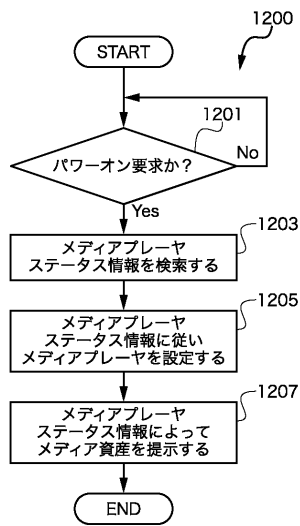 1200
START
1201
パワーオン要求か?
No
Yes
1203
メディアプレーヤ
ステータス情報を検索する
1205
メディアプレーヤ
ステータス情報に従い
メディアプレーヤを設定する
1207
メディアプレーヤ
ステータス情報によって
メディア資産を提示する
END